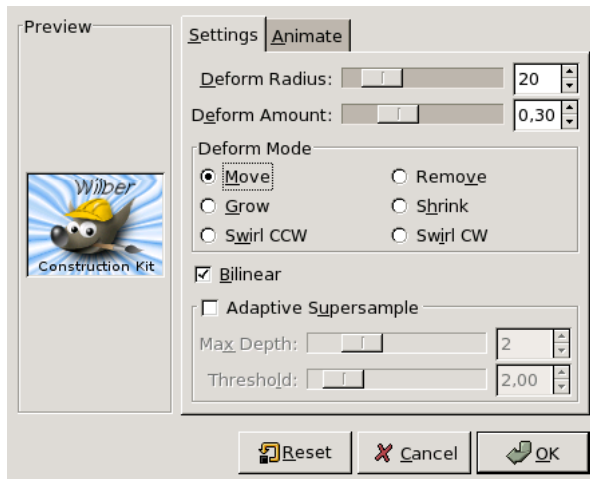 Preview
Wilber
Construction Kit
Settings Animate
Deform Radius: 20
Deform Amount: 0,30
Deform Mode
Move Remove
Grow Shrink
Swirl CCW Swirl CW
Bilinear
Adaptive Supersample
Max Depth: 2
Threshold: 2,00
Reset Cancel OK